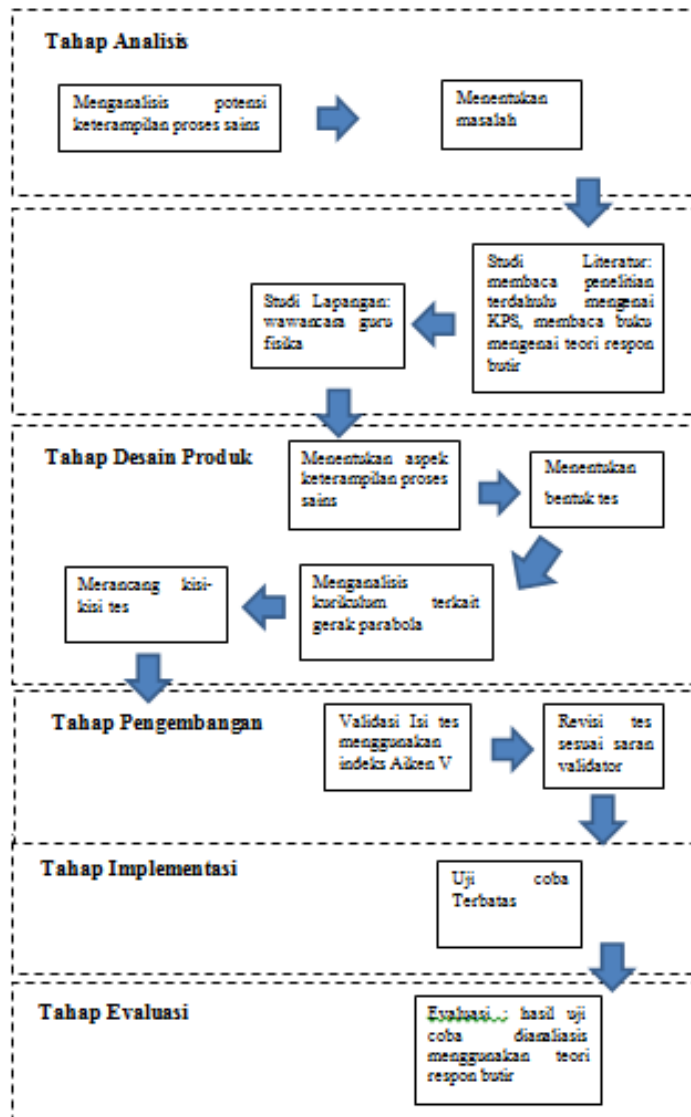 Tahap Analisis
Menganalisis potensi
keterampilan proses sains
Menentukan
masalah
Studi Literatur:
membaca penelitian
terdahulu mengenai
KPS, membaca buku
mengenai teori respon
butir
Studi Lapangan:
wawancara guru
fisika
Tahap Desain Produk
Menentukan aspek
keterampilan proses
sains
Menentukan
bentuk tes
Menganalisis
kurikulum terkait
gerak parabola
Merancang kisi-
kisi tes
Tahap Pengembangan
Validasi Isi tes
menggunakan
indeks Aiken V
Revisi tes
sesuai saran
validator
Tahap Implementasi
Uji coba
Terbatas
Tahap Evaluasi
Evaluasi : hasil uji
coba dianaliasis
menggunakan teori
respon butir